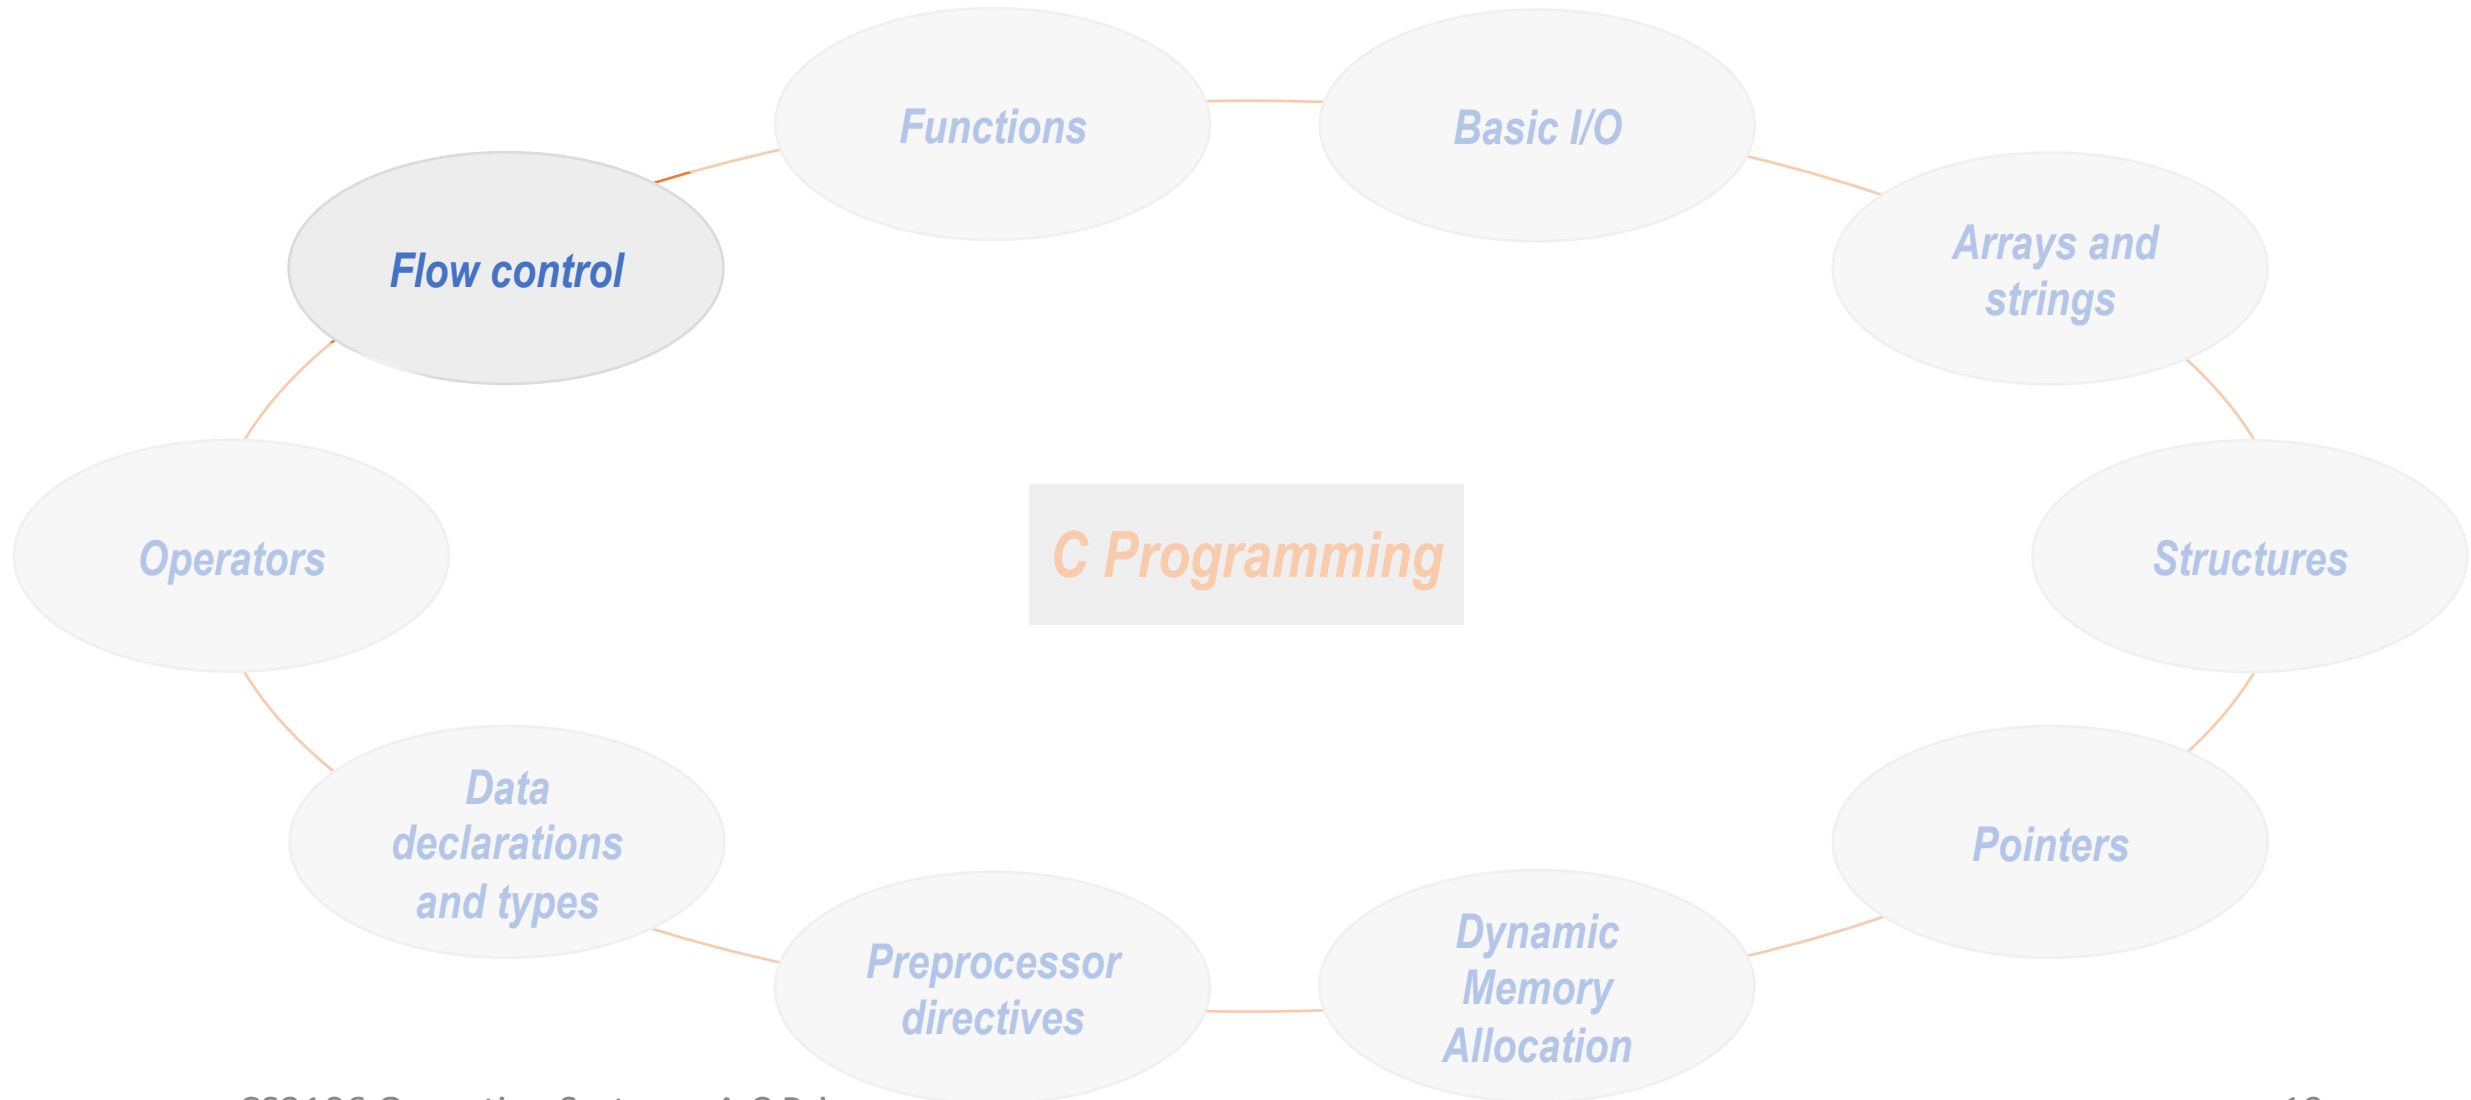 Functions
Basic I/O
Flow control
Arrays and
strings
Operators
C Programming
Structures
Data
declarations
and types
Pointers
Preprocessor
directives
Dynamic
Memory
Allocation